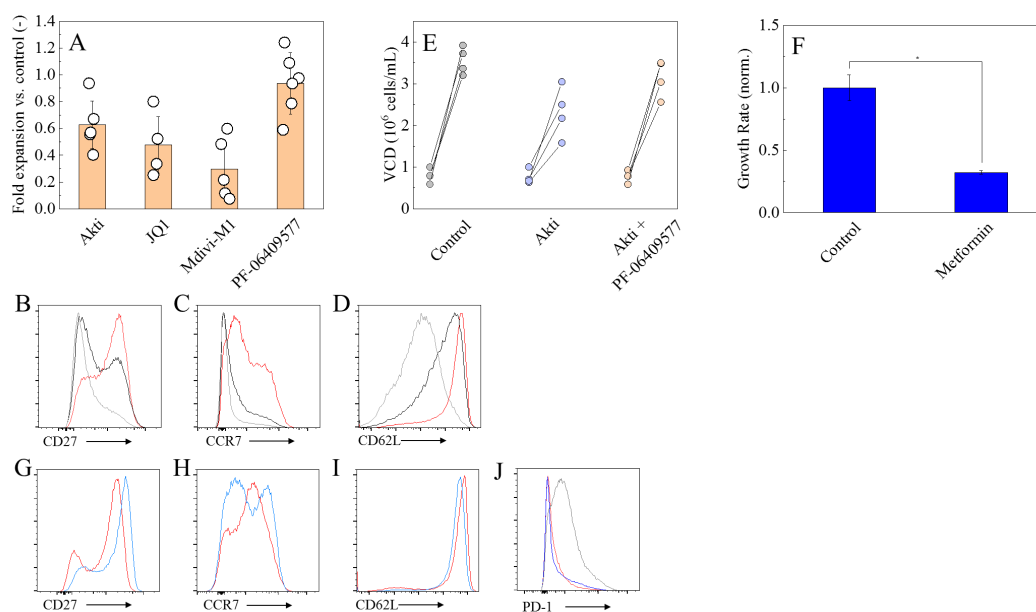 A
Fold expansion vs. control (-)
1.4
1.2
1.0
0.8
0.6
0.4
0.2
0.0
Akti
JQ1
Mdivi-M1
PF-06409577
E
VCD (10⁶ cells/mL)
4
3
2
1
0
Control
Akti
Akti +
PF-06409577
F
Growth Rate (norm.)
1.5
1.0
0.5
0.0
*
Control
Metformin
B
CD27
C
CCR7
D
CD62L
G
CD27
H
CCR7
I
CD62L
J
PD-1